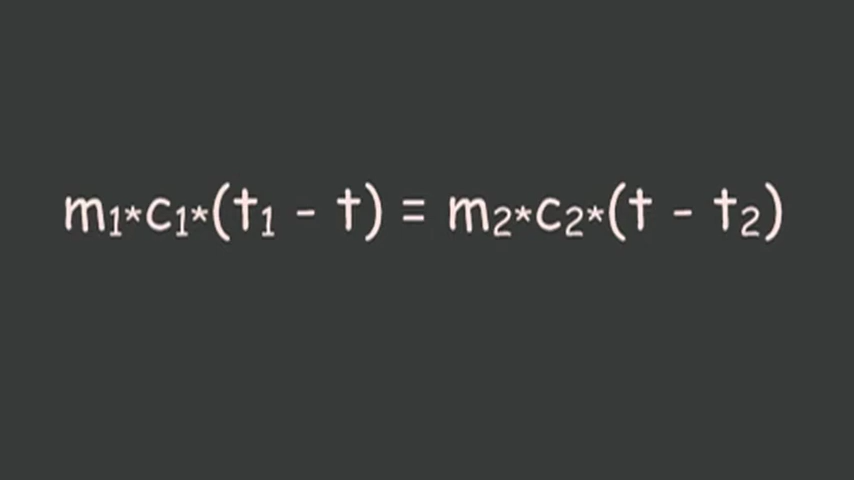 m₁*c₁*(t₁ - t) = m₂*c₂*(t - t₂)